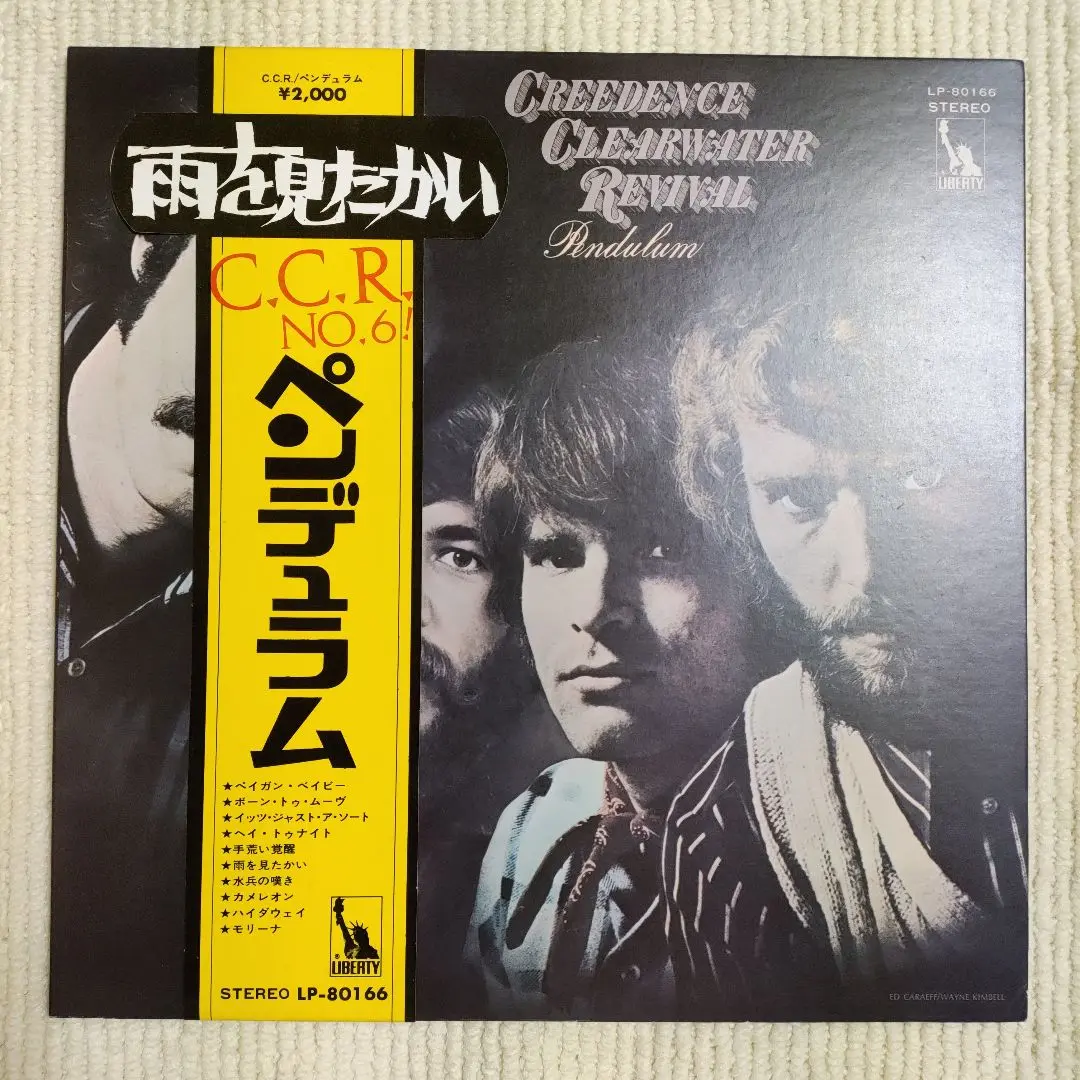 C.C.R./ペンデュラム
¥2,000
雨を見たかい
C.C.R.
NO.6!
ペンデュラム
★ペイガン・ベイビー
★ボーン・トゥ・ムーヴ
★イッツ・ジャスト・ア・ソート
★ヘイ・トゥナイト
★手荒い覚醒
★雨を見たかい
★水兵の嘆き
★カメレオン
★ハイダウェイ
★モリーナ
® LIBERTY
STEREO LP-80166
CREEDENCE
CLEARWATER
REVIVAL
Pendulum
LP-80166
STEREO
LIBERTY
ED CARAEFF/WAYNE KIMBELL